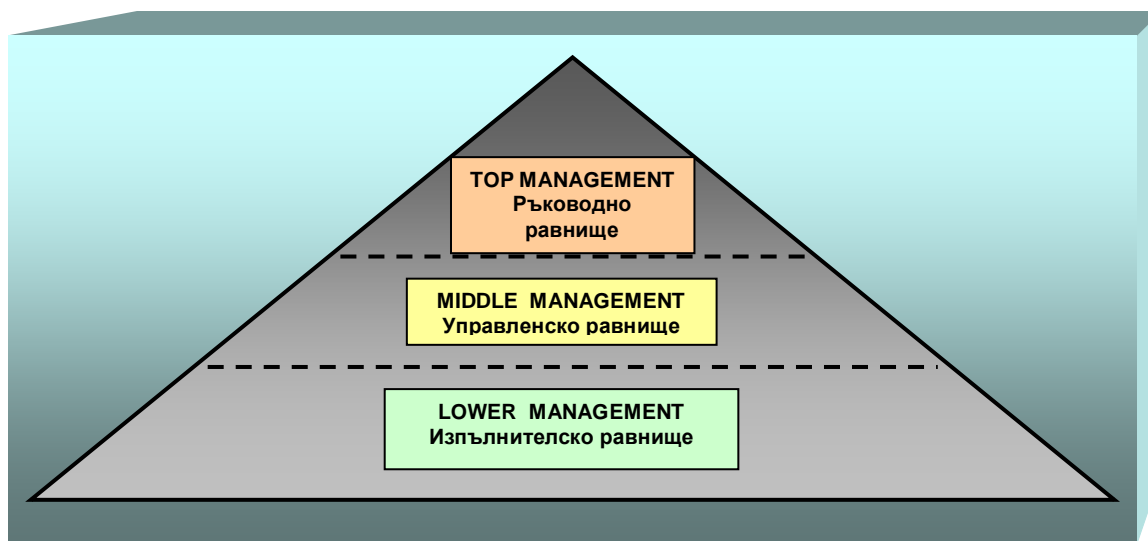 TOP MANAGEMENT
Ръководно
равнище
MIDDLE MANAGEMENT
Управленско равнище
LOWER MANAGEMENT
Изпълнителско равнище